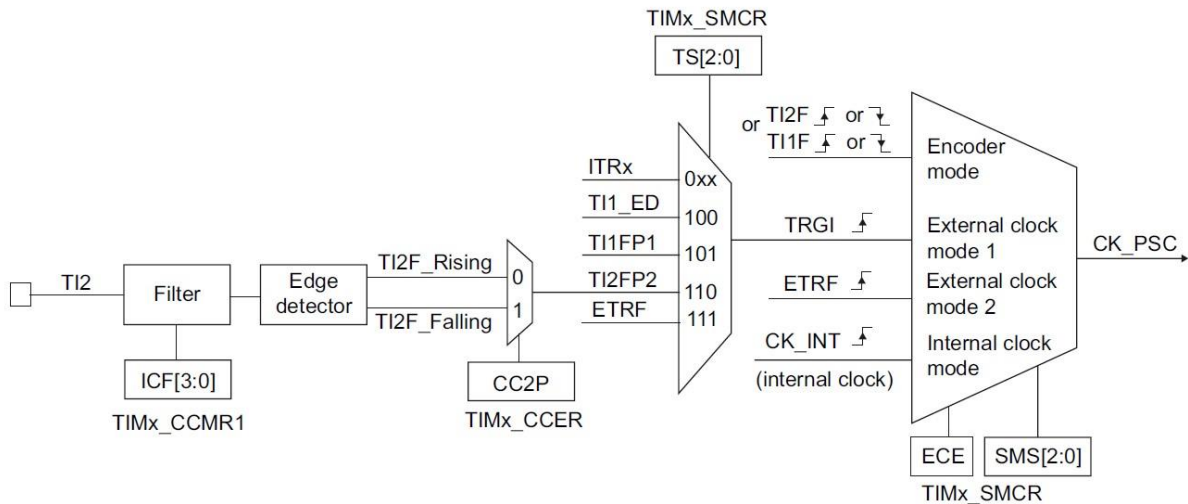 TIMx_SMCR
TS[2:0]
or TI2F or
TI1F or
Encoder
mode
ITRx
0xx
TI1_ED
100
TI1FP1
101
TRGI
External clock
mode 1
CK_PSC
TI2
Filter
Edge
detector
TI2F_Rising
0
TI2F_Falling
1
TI2FP2
110
ETRF
111
ETRF
External clock
mode 2
CK_INT
(internal clock)
Internal clock
mode
ICF[3:0]
TIMx_CCMR1
CC2P
TIMx_CCER
ECE
SMS[2:0]
TIMx_SMCR